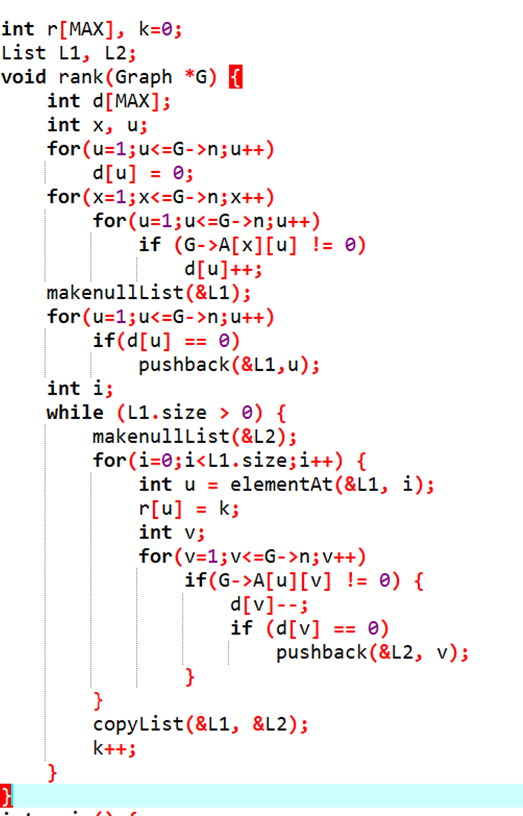 int r[MAX], k=0;
List L1, L2;
void rank(Graph *G) {
    int d[MAX];
    int x, u;
    for(u=1;u<=G->n;u++)
        d[u] = 0;
    for(x=1;x<=G->n;x++)
        for(u=1;u<=G->n;u++)
            if (G->A[x][u] != 0)
                d[u]++;
    makenullList(&L1);
    for(u=1;u<=G->n;u++)
        if(d[u] == 0)
            pushback(&L1,u);
    int i;
    while (L1.size > 0) {
        makenullList(&L2);
        for(i=0;i<L1.size;i++) {
            int u = elementAt(&L1, i);
            r[u] = k;
            int v;
            for(v=1;v<=G->n;v++)
                if(G->A[u][v] != 0) {
                    d[v]--;
                    if (d[v] == 0)
                        pushback(&L2, v);
                }
        }
        copyList(&L1, &L2);
        k++;
    }
}